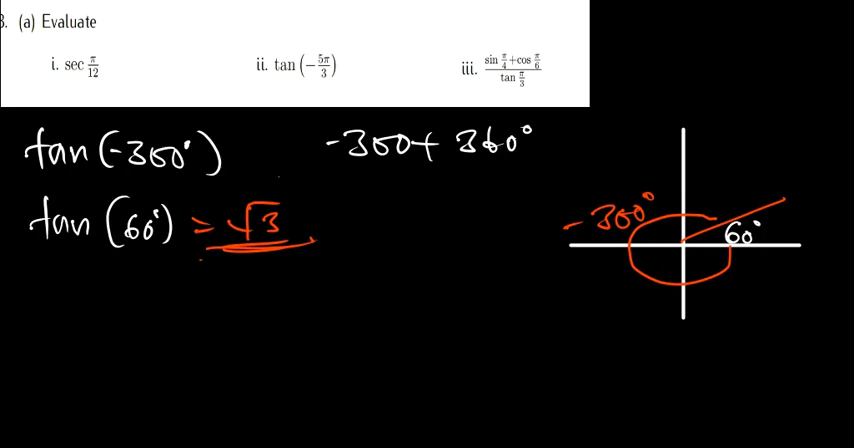 3. (a) Evaluate
i. sec π/12 ii. tan (−5π/3) iii. (sin π/4 + cos π/6)/(tan π/3)
tan (-300°) -300+ 360°
tan (60°) = √3
-300°
60°